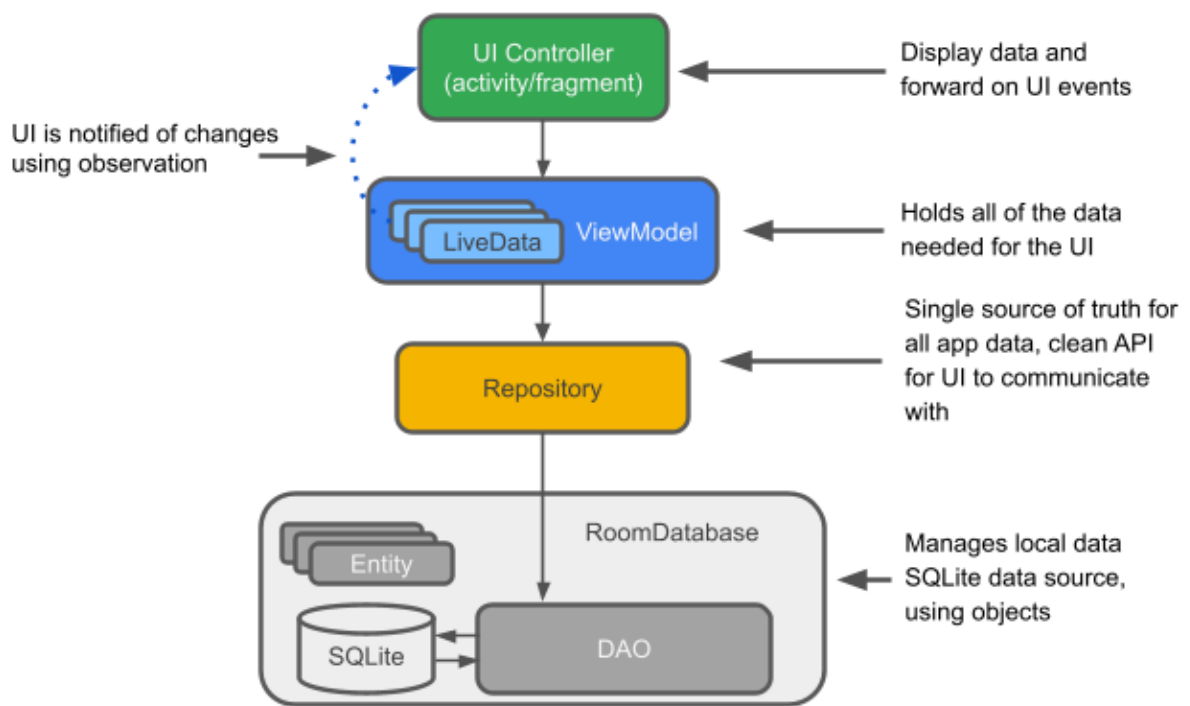 UI Controller
(activity/fragment)
Display data and
forward on UI events
UI is notified of changes
using observation
LiveData
ViewModel
Holds all of the data
needed for the UI
Single source of truth for
all app data, clean API
for UI to communicate
with
Repository
RoomDatabase
Entity
Manages local data
SQLite data source,
using objects
SQLite
DAO